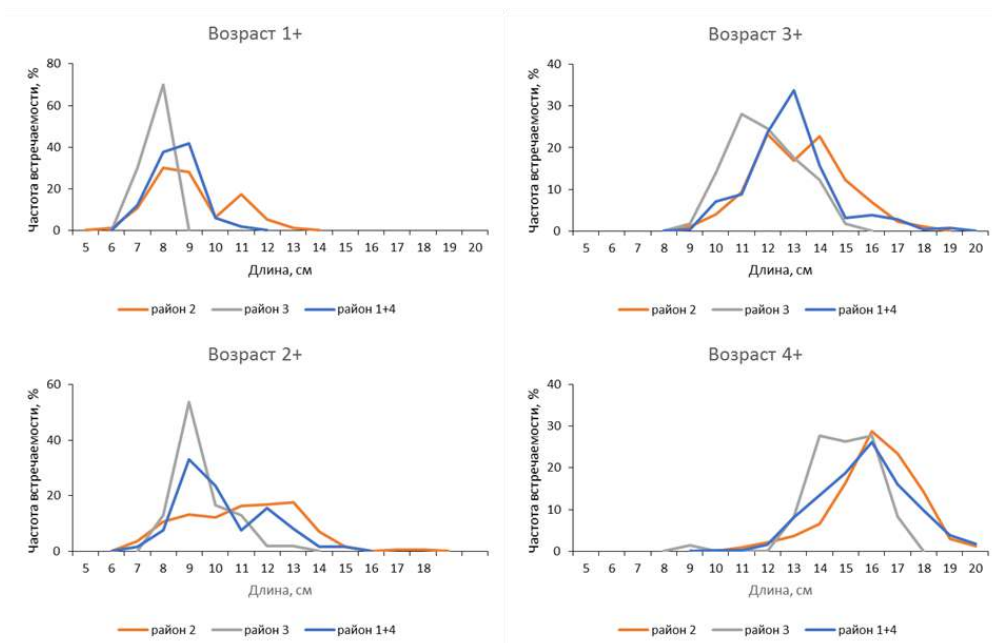 Возраст 1+
Частота встречаемости, %
80
60
40
20
0
5 6 7 8 9 10 11 12 13 14 15 16 17 18 19 20
Длина, см
район 2 район 3 район 1+4
Возраст 3+
Частота встречаемости, %
40
30
20
10
0
5 6 7 8 9 10 11 12 13 14 15 16 17 18 19 20
Длина, см
район 2 район 3 район 1+4
Возраст 2+
Частота встречаемости, %
60
40
20
0
5 6 7 8 9 10 11 12 13 14 15 16 17 18
Длина, см
район 2 район 3 район 1+4
Возраст 4+
Частота встречаемости, %
40
30
20
10
0
5 6 7 8 9 10 11 12 13 14 15 16 17 18 19 20
Длина, см
район 2 район 3 район 1+4